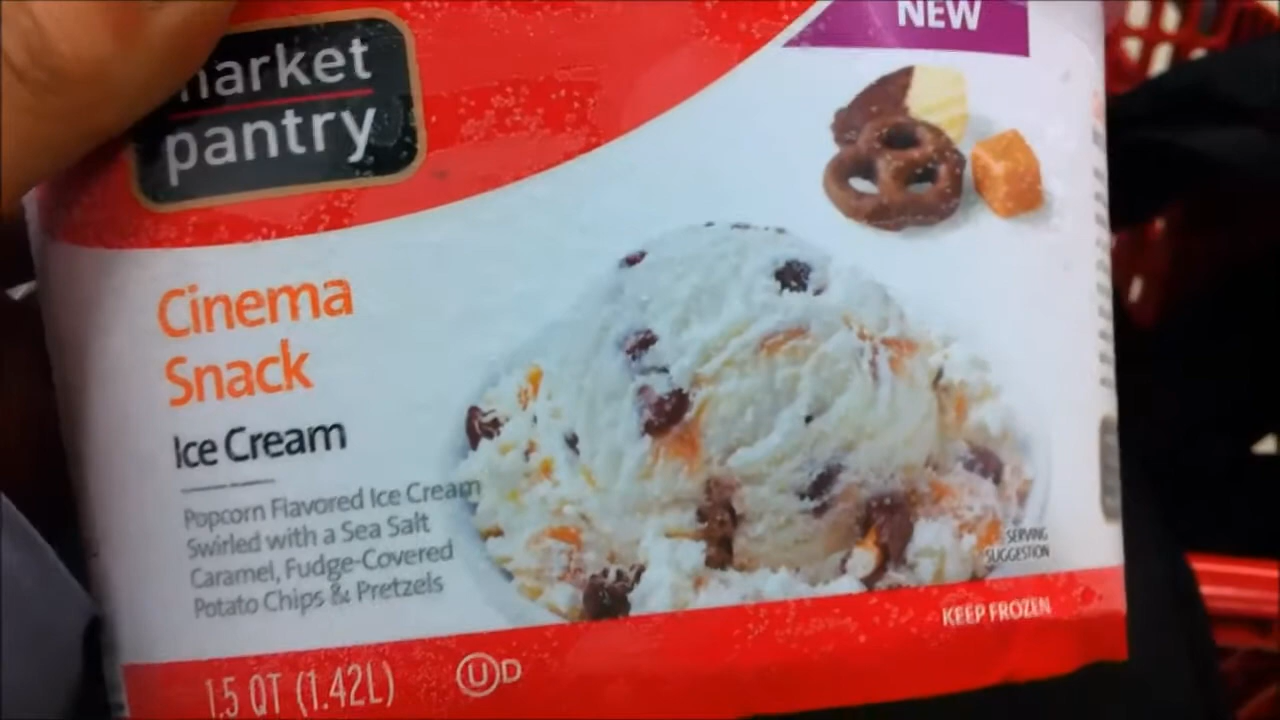 NEW
market
pantry
Cinema
Snack
Ice Cream
Popcorn Flavored Ice Cream
Swirled with a Sea Salt
Caramel, Fudge-Covered
Potato Chips & Pretzels
SERVING
SUGGESTION
KEEP FROZEN
1.5 QT (1.42L)
U D